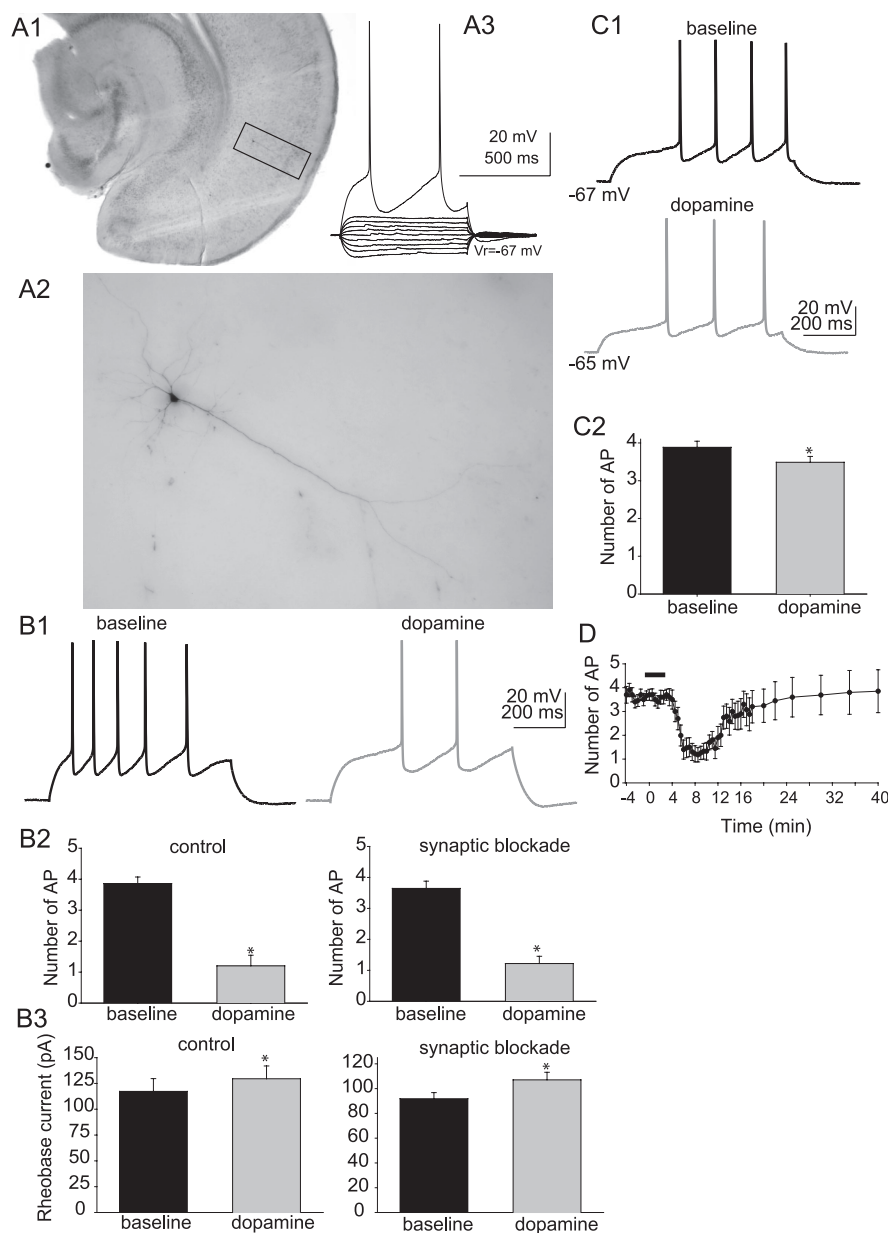 A1
A3
20 mV
500 ms
Vr=-67 mV
A2
C1
baseline
-67 mV
dopamine
20 mV
200 ms
-65 mV
C2
Number of AP
4
3
2
1
0
baseline
dopamine
*
B1
baseline
dopamine
20 mV
200 ms
D
Number of AP
5
4
3
2
1
0
-4
0
4
8
12
16
24
32
40
Time (min)
B2
control
Number of AP
5
4
3
2
1
0
*
baseline
dopamine
synaptic blockade
Number of AP
5
4
3
2
1
0
*
baseline
dopamine
B3
control
Rheobase current (pA)
150
125
100
75
50
25
0
*
baseline
dopamine
synaptic blockade
120
100
80
60
40
20
0
*
baseline
dopamine